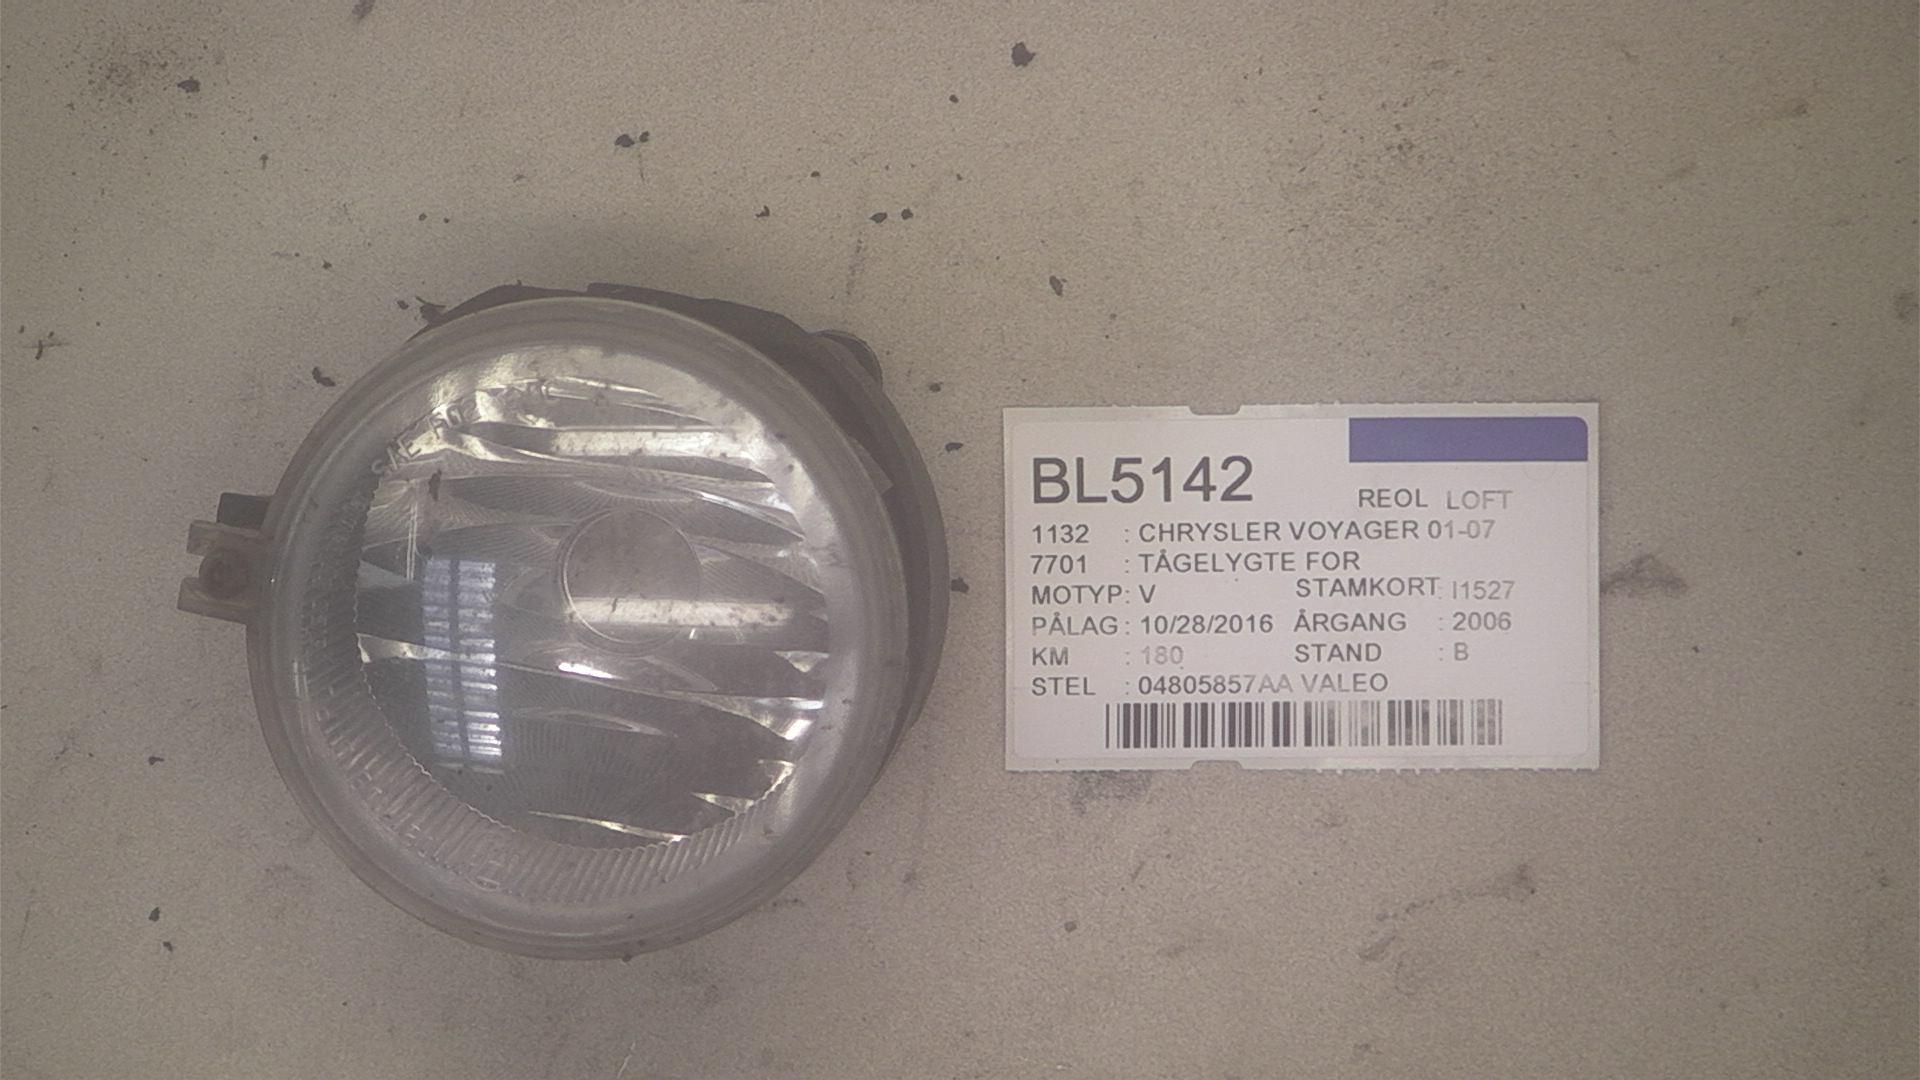 SAE
BL5142
REOL LOFT
1132 : CHRYSLER VOYAGER 01-07
7701 : TÅGELYGTE FOR
MOTYP: V STAMKORT: I1527
PÅLAG : 10/28/2016 ÅRGANG : 2006
KM : 180 STAND : B
STEL : 04805857AA VALEO